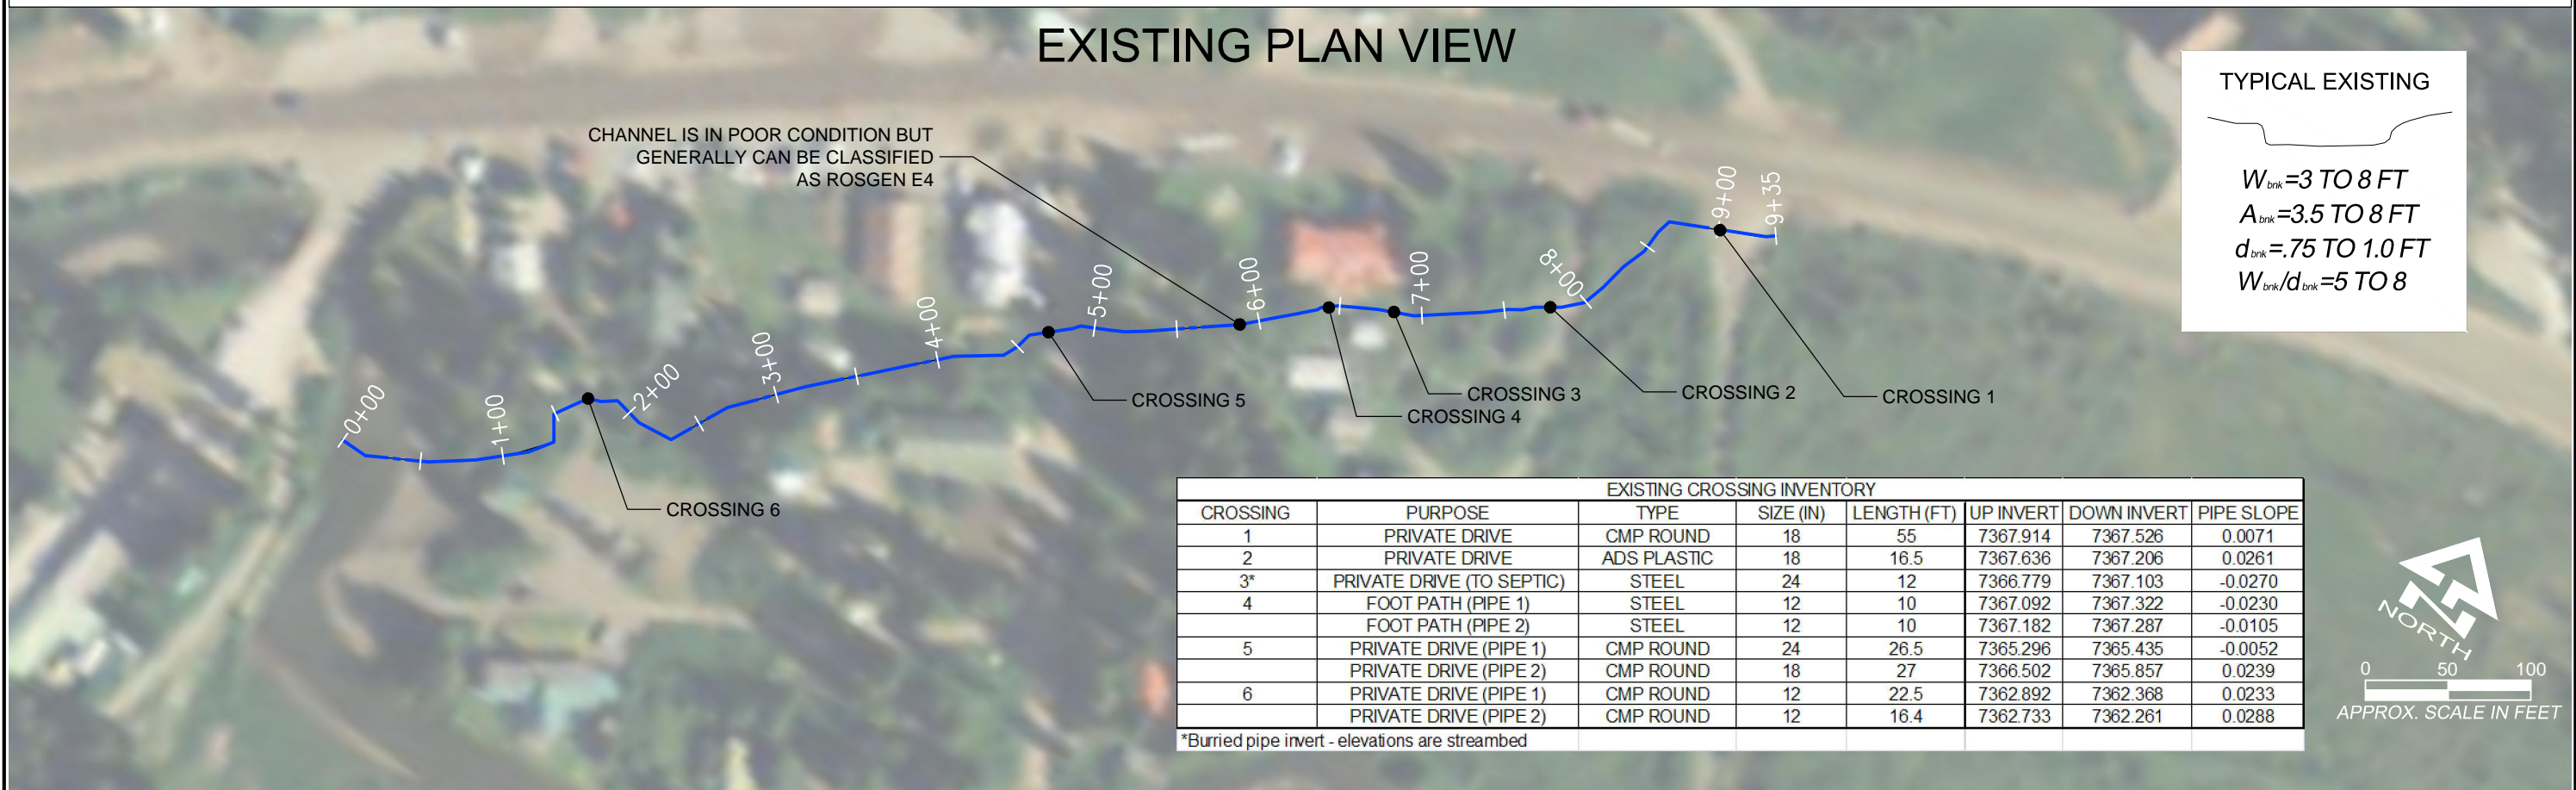 EXISTING PLAN VIEW
TYPICAL EXISTING
W bnk =3 TO 8 FT
A bnk =3.5 TO 8 FT
d bnk =.75 TO 1.0 FT
W bnk /d bnk =5 TO 8
CHANNEL IS IN POOR CONDITION BUT
GENERALLY CAN BE CLASSIFIED
AS ROSGEN E4
0+00
1+00
2+00
3+00
4+00
5+00
6+00
7+00
8+00
9+00
9+35
CROSSING 6
CROSSING 5
CROSSING 4
CROSSING 3
CROSSING 2
CROSSING 1
EXISTING CROSSING INVENTORY
CROSSING PURPOSE TYPE SIZE (IN) LENGTH (FT) UP INVERT DOWN INVERT PIPE SLOPE
1 PRIVATE DRIVE CMP ROUND 18 55 7367.914 7367.526 0.0071
2 PRIVATE DRIVE ADS PLASTIC 18 16.5 7367.636 7367.206 0.0261
3* PRIVATE DRIVE (TO SEPTIC) STEEL 24 12 7366.779 7367.103 -0.0270
4 FOOT PATH (PIPE 1) STEEL 12 10 7367.092 7367.322 -0.0230
FOOT PATH (PIPE 2) STEEL 12 10 7367.182 7367.287 -0.0105
5 PRIVATE DRIVE (PIPE 1) CMP ROUND 24 26.5 7365.296 7365.435 -0.0052
PRIVATE DRIVE (PIPE 2) CMP ROUND 18 27 7366.502 7365.857 0.0239
6 PRIVATE DRIVE (PIPE 1) CMP ROUND 12 22.5 7362.892 7362.368 0.0233
PRIVATE DRIVE (PIPE 2) CMP ROUND 12 16.4 7362.733 7362.261 0.0288
*Burried pipe invert - elevations are streambed
N
NORTH
0 50 100
APPROX. SCALE IN FEET